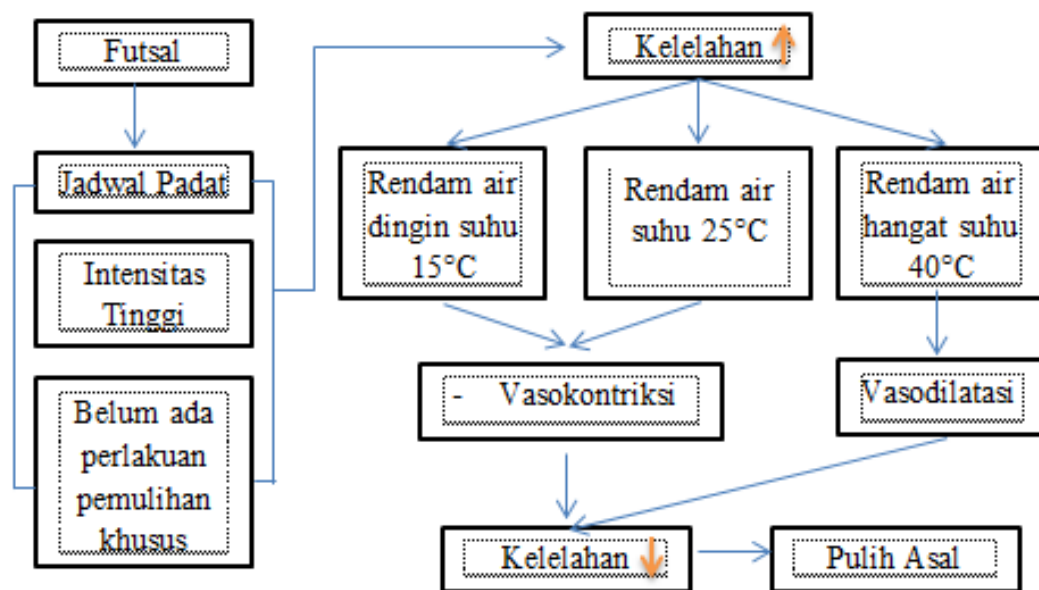 Futsal
Jadwal Padat
Intensitas
Tinggi
Belum ada
perlakuan
pemulihan
khusus
Kelelahan
Rendam air
dingin suhu
15°C
Rendam air
suhu 25°C
Rendam air
hangat suhu
40°C
- Vasokontriksi
Vasodilatasi
Kelelahan
Pulih Asal